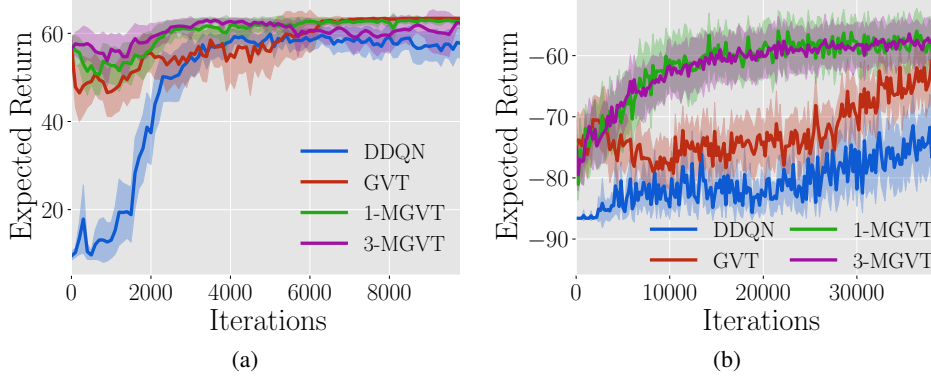 60
40
20
Expected Return
DDQN
GVT
1-MGVT
3-MGVT
0 2000 4000 6000 8000
Iterations
(a)
−60
−70
−80
−90
Expected Return
DDQN 1-MGVT
GVT 3-MGVT
0 10000 20000 30000
Iterations
(b)